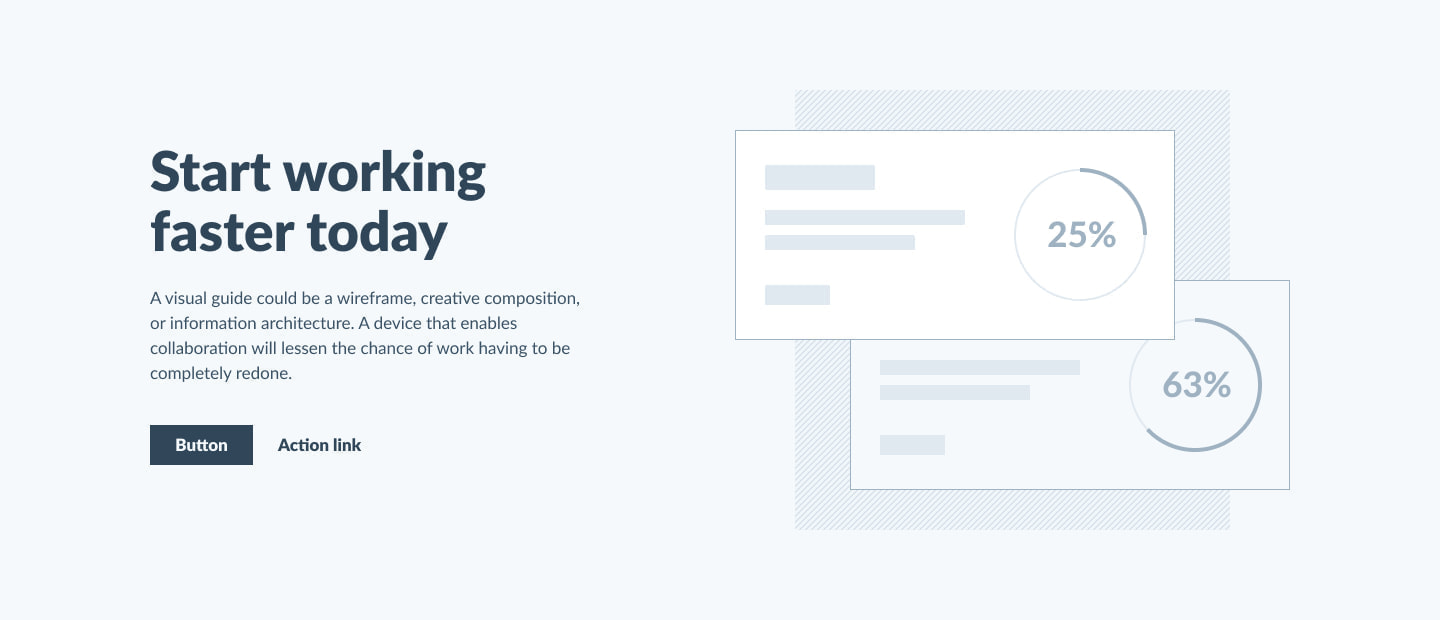 Start working
faster today
A visual guide could be a wireframe, creative composition,
or information architecture. A device that enables
collaboration will lessen the chance of work having to be
completely redone.
Button Action link
25%
63%